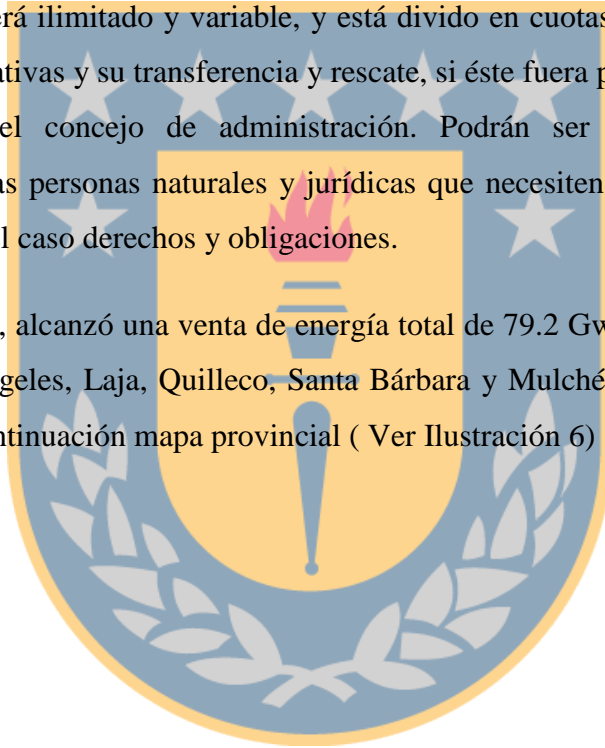 erá ilimitado y variable, y está divido en cuotas
ativas y su transferencia y rescate, si éste fuera p
el concejo de administración. Podrán ser
as personas naturales y jurídicas que necesiten
l caso derechos y obligaciones.
, alcanzó una venta de energía total de 79.2 Gw
geles, Laja, Quilleco, Santa Bárbara y Mulché
ntinuación mapa provincial ( Ver Ilustración 6)